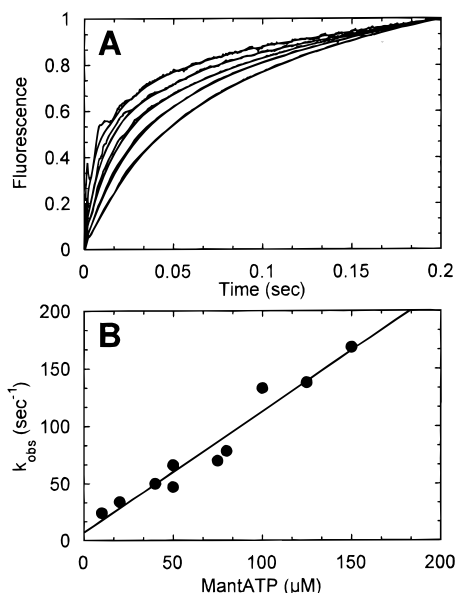 A
1
0.8
0.6
0.4
0.2
0
Fluorescence
0 0.05 0.1 0.15 0.2
Time (sec)
B
200
150
100
50
0
k_obs (sec⁻¹)
0 50 100 150 200
MantATP (µM)